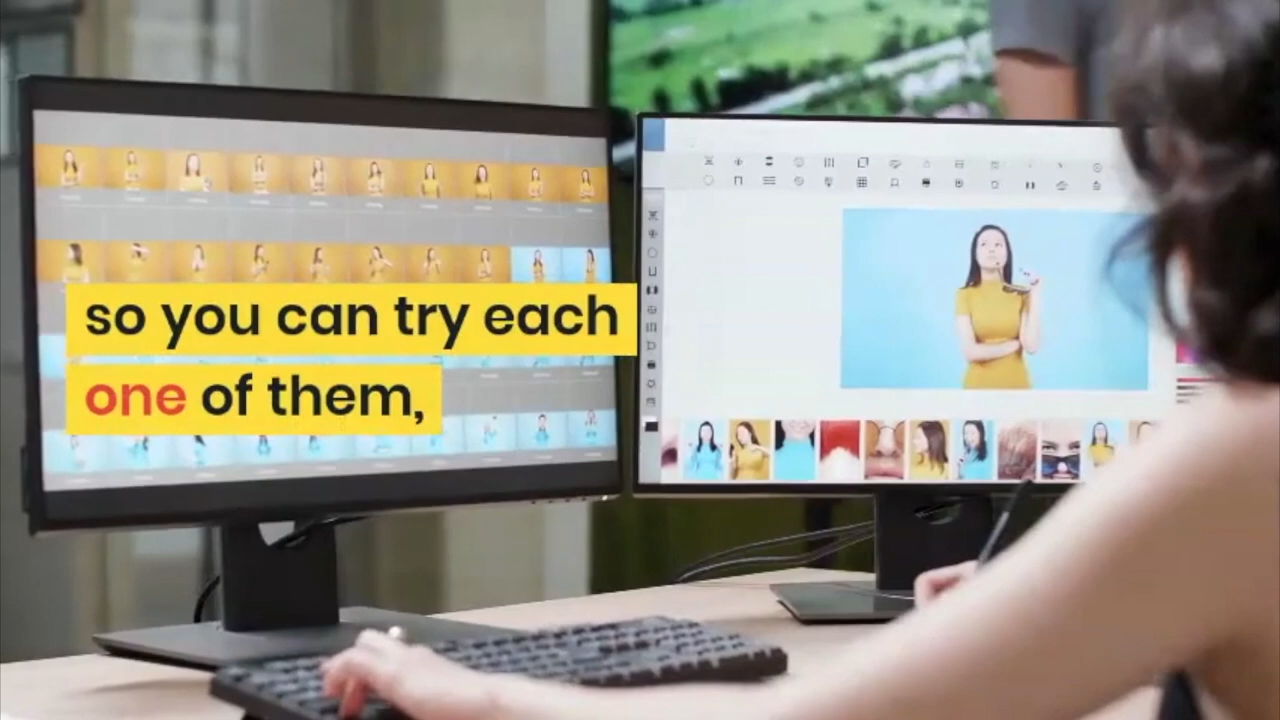 so you can try each
one of them,